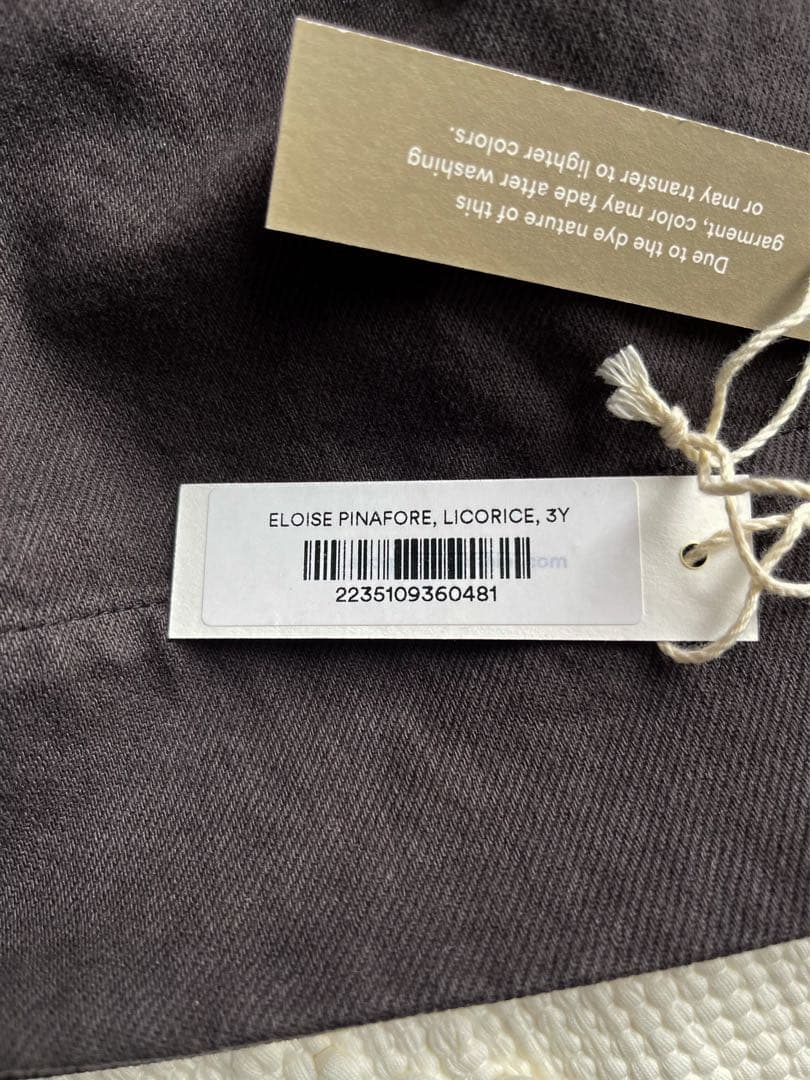 Due to the dye nature of this
garment, color may fade after washing
or may transfer to lighter colors.
ELOISE PINAFORE, LICORICE, 3Y
com
2235109360481